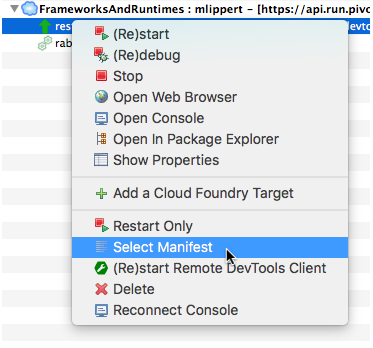 FrameworksAndRuntimes : mlippert – [https://api.run.pivo
res
devto
rab
(Re)start
(Re)debug
Stop
Open Web Browser
Open Console
Open In Package Explorer
Show Properties
Add a Cloud Foundry Target
Restart Only
Select Manifest
(Re)start Remote DevTools Client
Delete
Reconnect Console